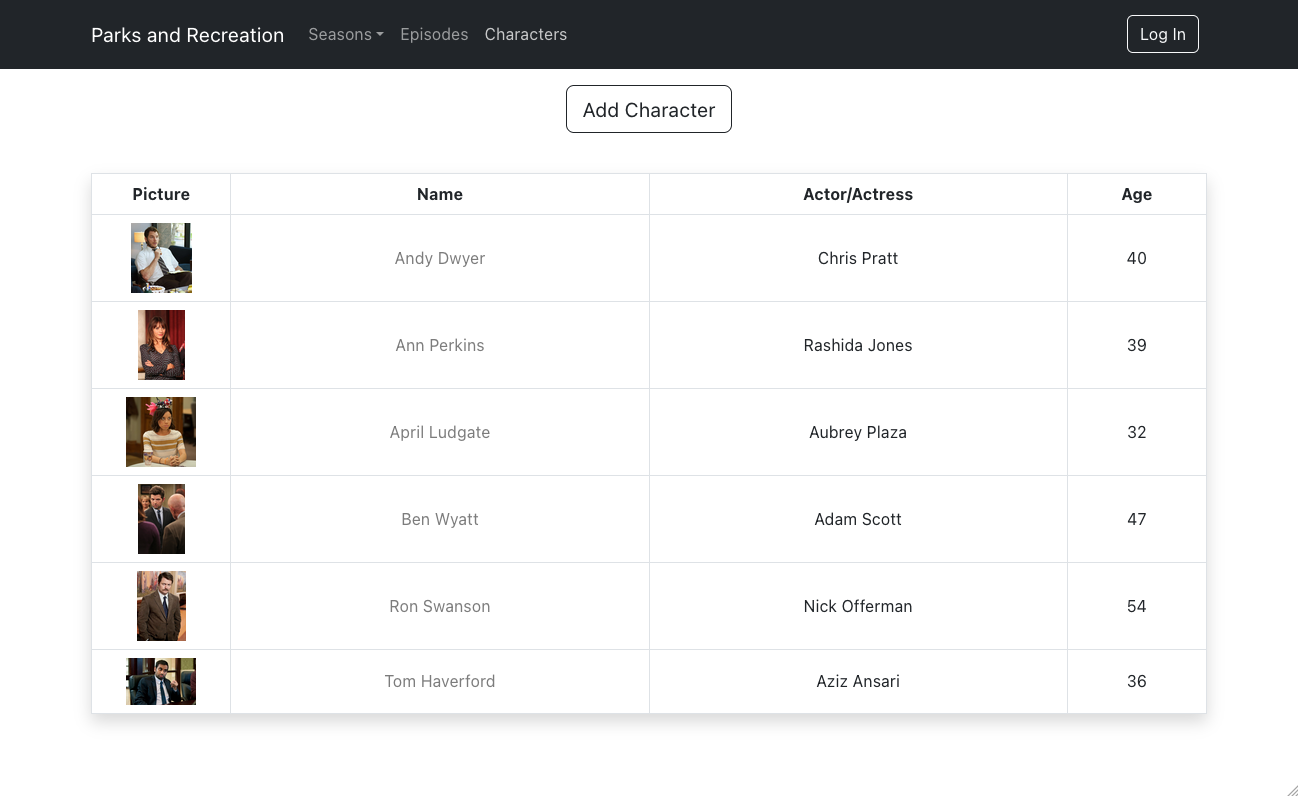 Parks and Recreation Seasons Episodes Characters Log In
Add Character
Picture Name Actor/Actress Age
Andy Dwyer Chris Pratt 40
Ann Perkins Rashida Jones 39
April Ludgate Aubrey Plaza 32
Ben Wyatt Adam Scott 47
Ron Swanson Nick Offerman 54
Tom Haverford Aziz Ansari 36